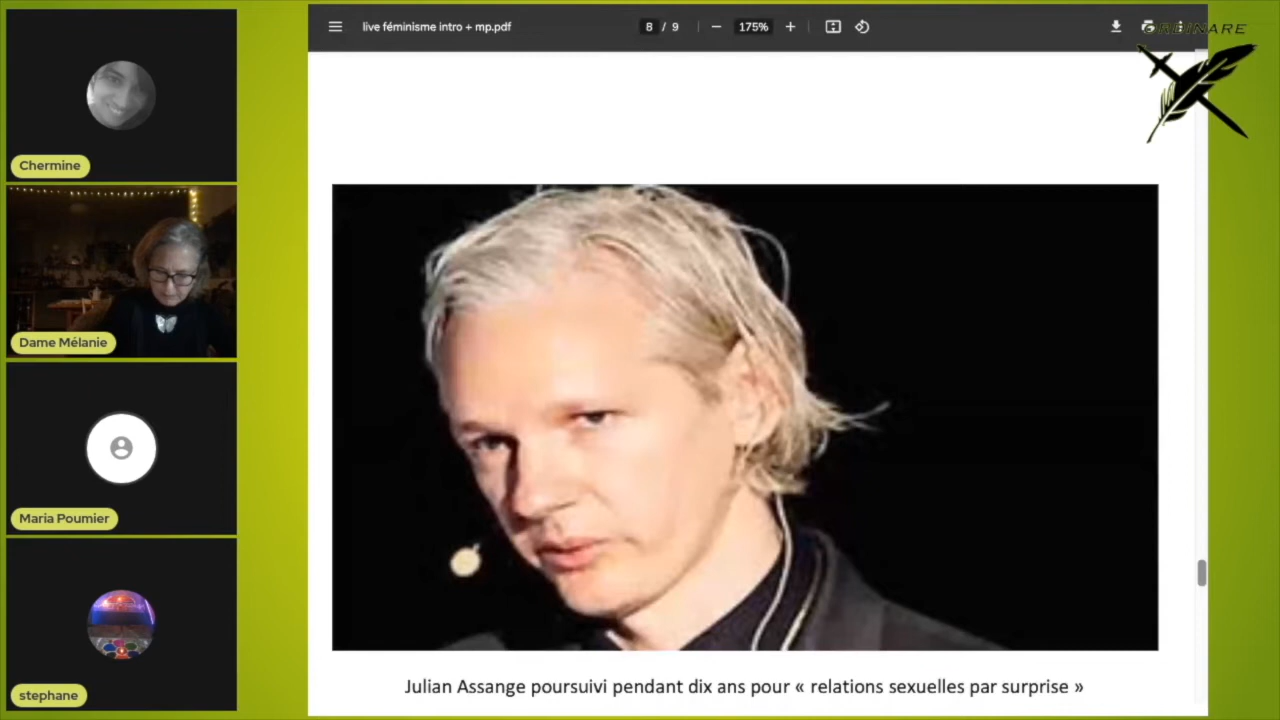 live féminisme intro + mp.pdf
8 / 9
175%
ORDINARE
Chermine
Dame Mélanie
Maria Poumier
stephane
Julian Assange poursuivi pendant dix ans pour « relations sexuelles par surprise »